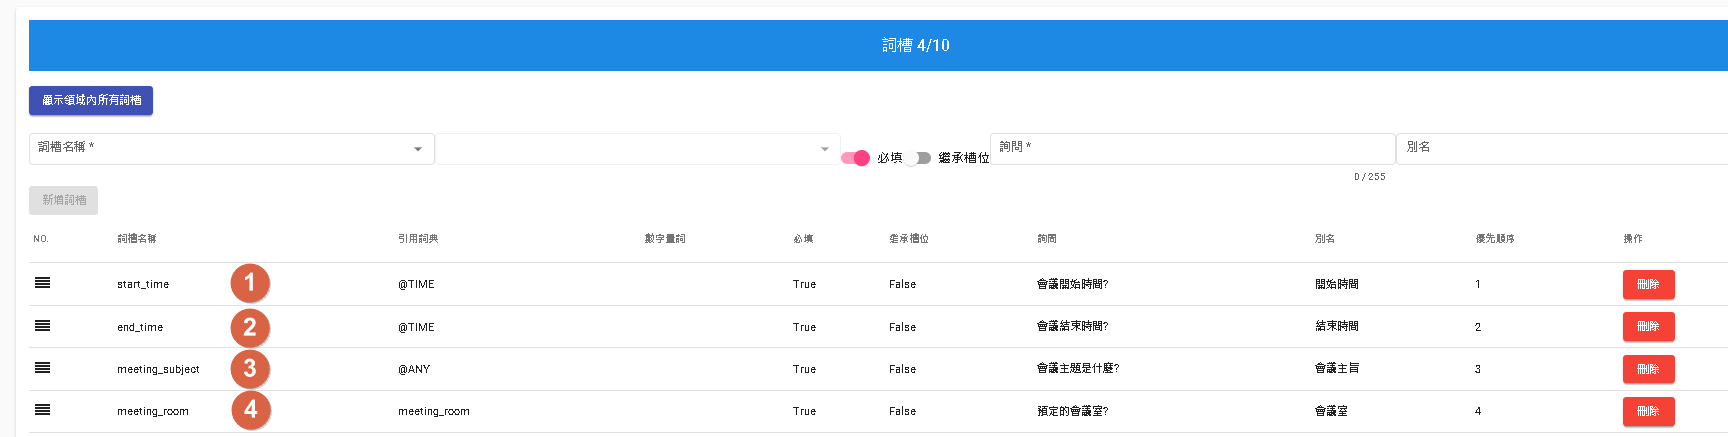 詞槽 4/10
顯示領域內所有詞槽
詞槽名稱 * 必填 繼承槽位 詢問 * 別名
0 / 255
新增詞槽
NO. 詞槽名稱 引用詞典 數字量詞 必填 繼承槽位 詢問 別名 優先順序 操作
start_time 1 @TIME True False 會議開始時間? 開始時間 1 刪除
end_time 2 @TIME True False 會議結束時間? 結束時間 2 刪除
meeting_subject 3 @ANY True False 會議主題是什麼? 會議主旨 3 刪除
meeting_room 4 meeting_room True False 預定的會議室? 會議室 4 刪除